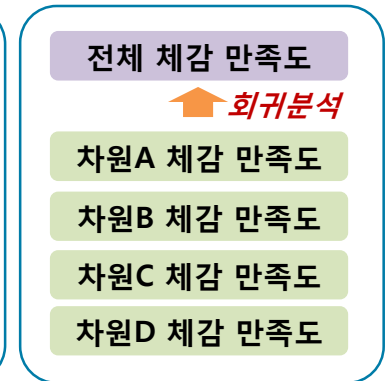 전체 체감 만족도
회귀분석
차원A 체감 만족도
차원B 체감 만족도
차원C 체감 만족도
차원D 체감 만족도